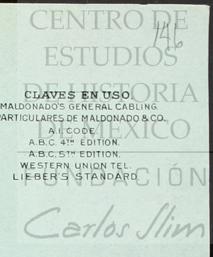 CENTRO DE
146
ESTUDIOS
DE HISTORIA
CLAVES EN USO.
MALDONADO'S GENERAL CABLING.
PARTICULARES DE MALDONADO & CO.
DE MÉXICO
A.I. CODE
A.B.C. 4TH EDITION.
A.B.C. 5TH EDITION.
WESTERN UNION TEL.
FUNDACIÓN
LIEBER'S STANDARD
Carlos Slim